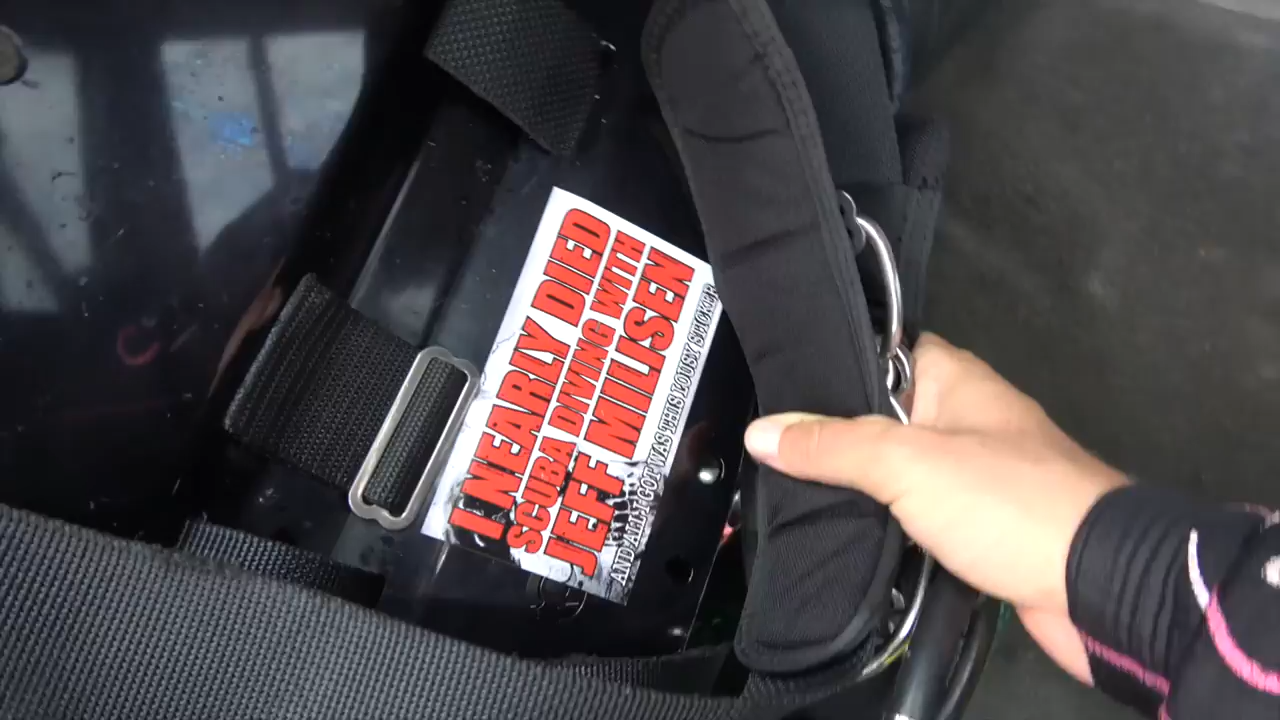 I NEARLY DIED
SCUBA DIVING WITH
JEFF MILISEN
AND ALL I GOT WAS THIS LOUSY STICKER